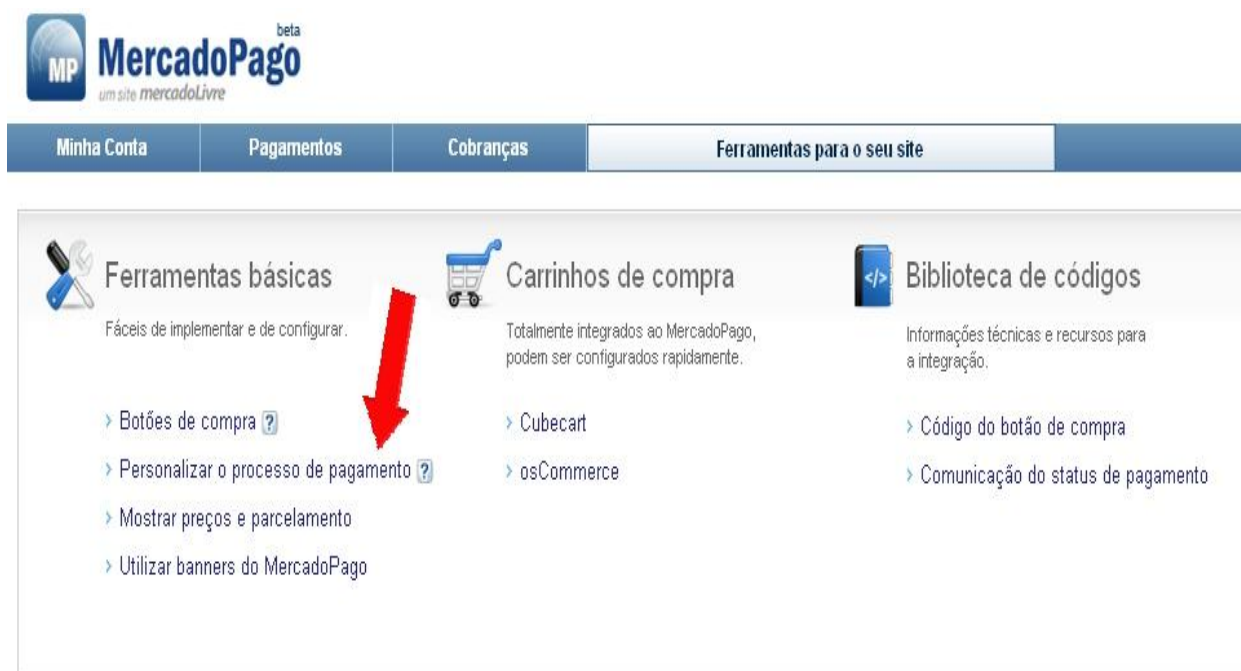 beta
MP
MercadoPago
um site mercadoLivre
Minha Conta
Pagamentos
Cobranças
Ferramentas para o seu site
Ferramentas básicas
Fáceis de implementar e de configurar.
> Botões de compra ?
> Personalizar o processo de pagamento ?
> Mostrar preços e parcelamento
> Utilizar banners do MercadoPago
Carrinhos de compra
Totalmente integrados ao MercadoPago,
podem ser configurados rapidamente.
> Cubecart
> osCommerce
</>
Biblioteca de códigos
Informações técnicas e recursos para
a integração.
> Código do botão de compra
> Comunicação do status de pagamento